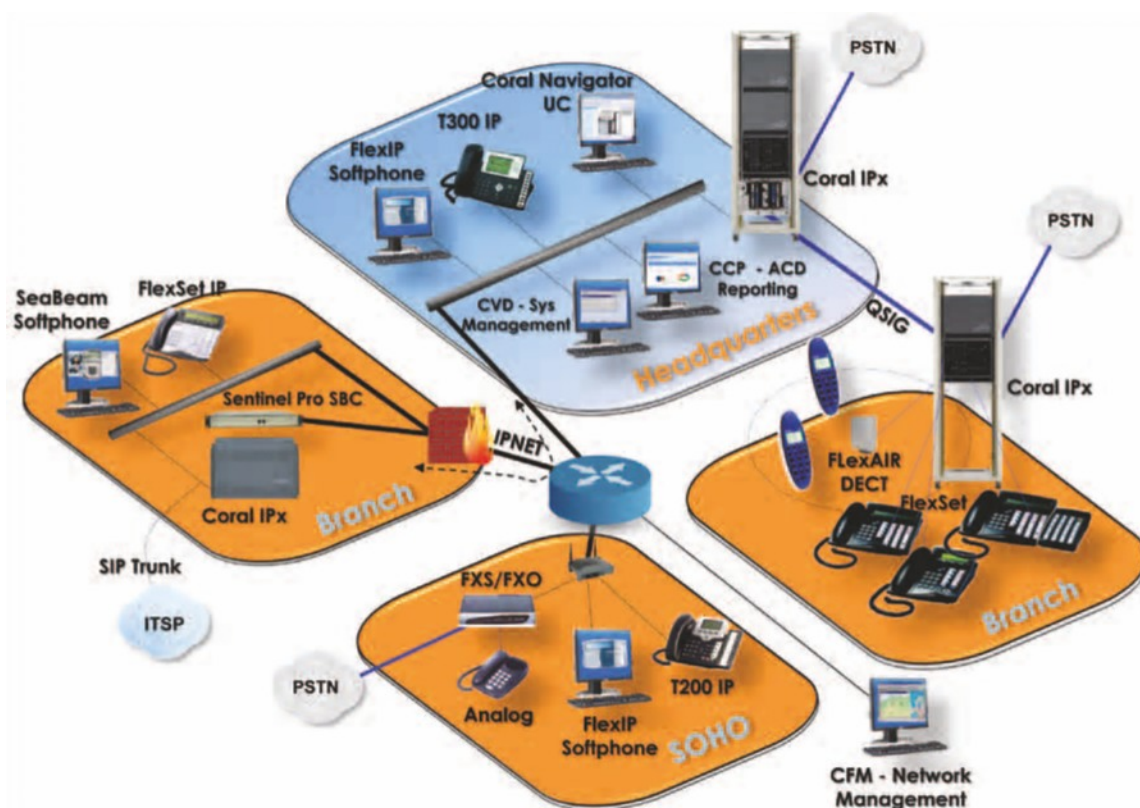 PSTN
Coral Navigator
UC
T300 IP
FlexIP
Softphone
Coral IPx
PSTN
CCP - ACD
Reporting
CVD - Sys
Management
Headquarters
QSIG
SeaBeam
Softphone
FlexSet IP
Sentinel Pro SBC
Coral IPx
Branch
IPNET
Coral IPx
FLexAIR
DECT
FlexSet
Branch
SIP Trunk
ITSP
FXS/FXO
PSTN
Analog
FlexIP
Softphone
T200 IP
SOHO
CFM - Network
Management